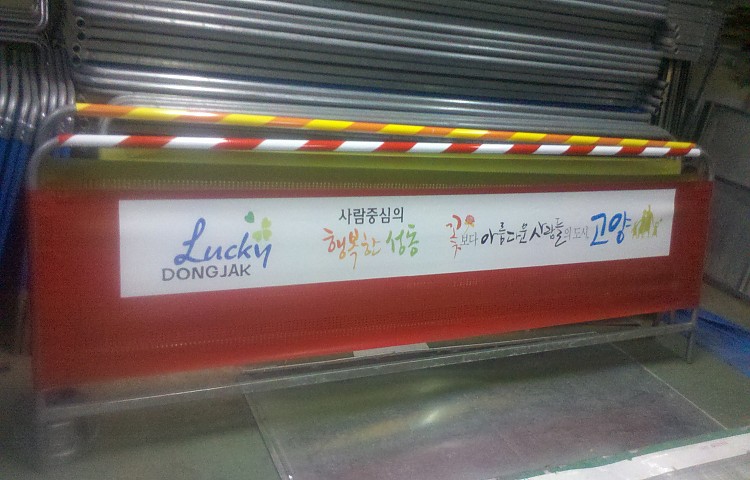 Lucky
DONGJAK
사람중심의
행복한 성동
꽃보다 아름다운 사람들의 도시 고양